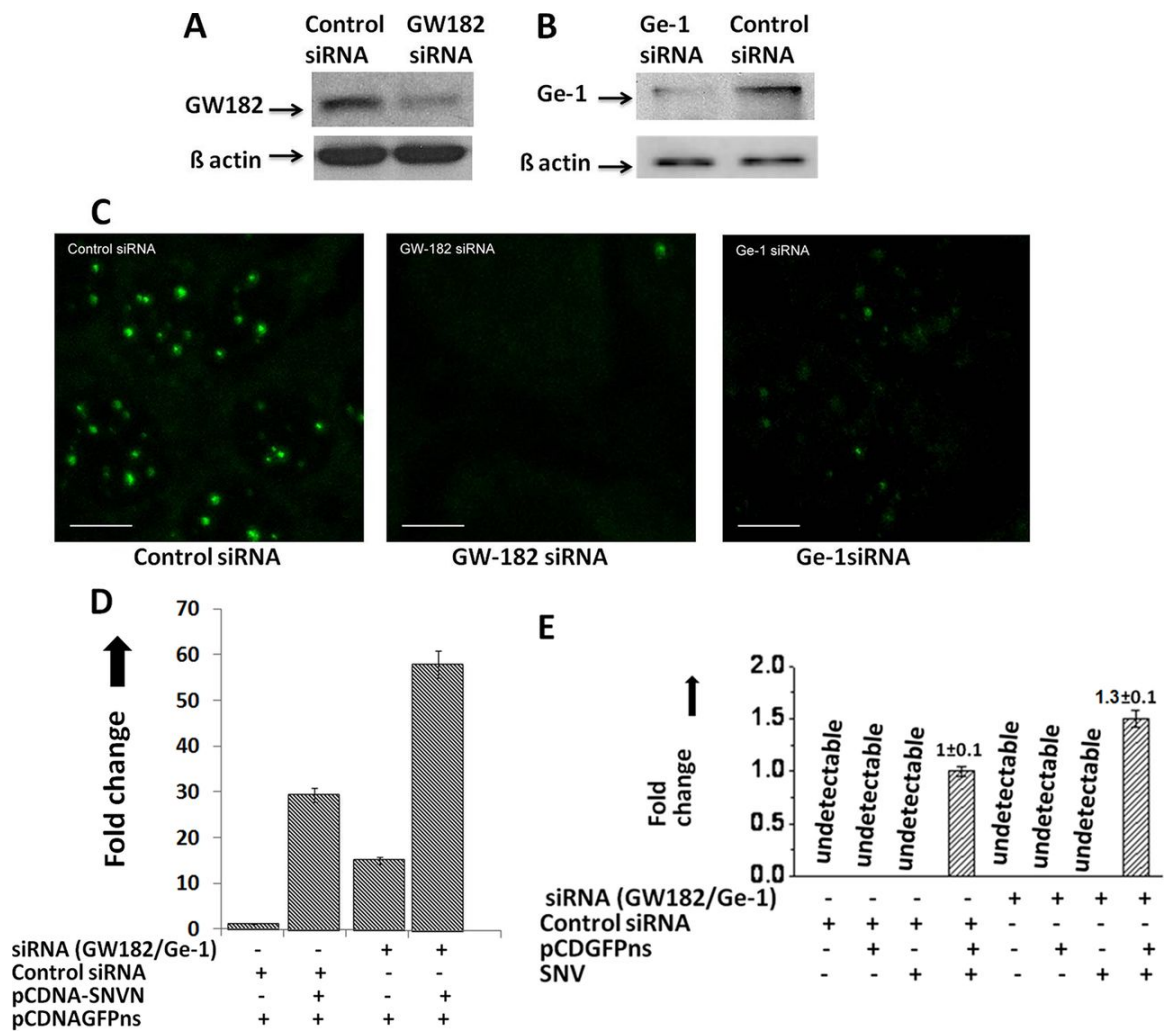 A
Control siRNA
GW182 siRNA
GW182
ß actin
B
Ge-1 siRNA
Control siRNA
Ge-1
ß actin
C
Control siRNA
GW-182 siRNA
Ge-1 siRNA
Control siRNA
GW-182 siRNA
Ge-1siRNA
D
Fold change
70
60
50
40
30
20
10
0
siRNA (GW182/Ge-1) - - + +
Control siRNA + + - -
pCDNA-SNVN - + - +
pCDNAGFPns + + + +
E
Fold change
2.0
1.5
1.0
0.5
0.0
undetectable
undetectable
undetectable
1±0.1
undetectable
undetectable
undetectable
1.3±0.1
siRNA (GW182/Ge-1) - - - - + + + +
Control siRNA + + + + - - - -
pCDGFPns - + - + - + - +
SNV - - + + - - + +